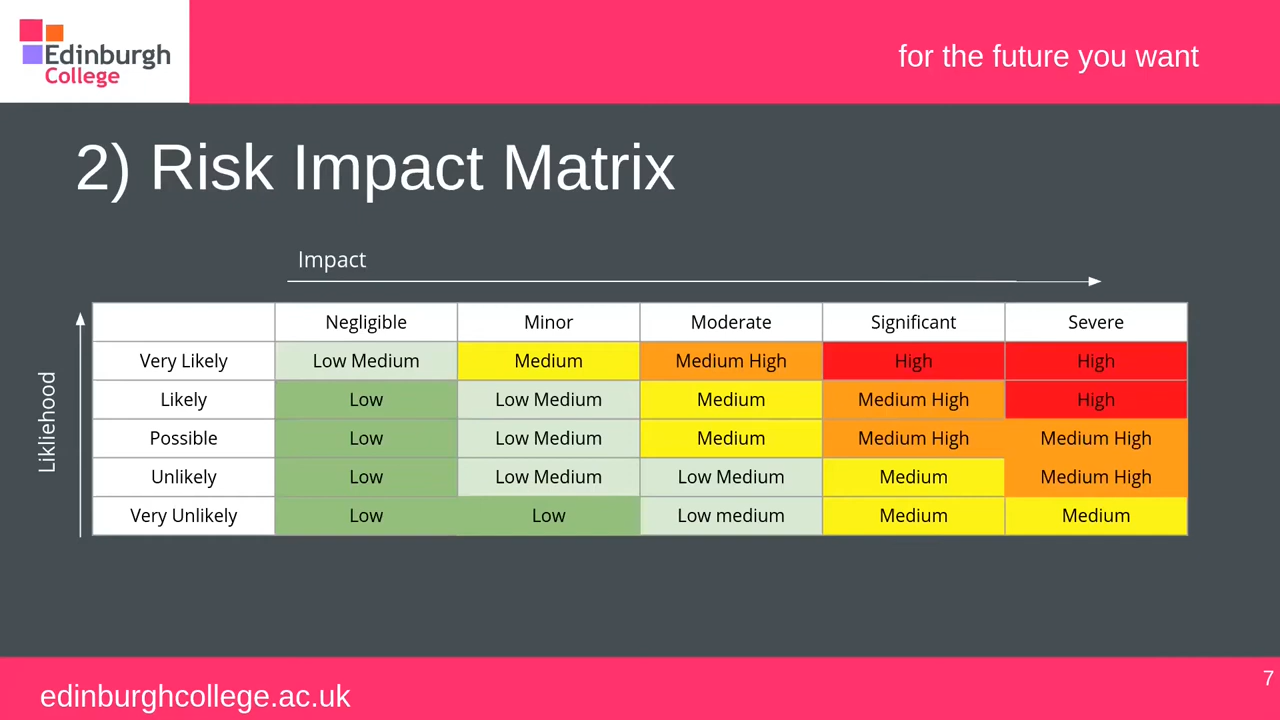 Edinburgh
College
for the future you want
2) Risk Impact Matrix
Impact
Likliehood
Negligible Minor Moderate Significant Severe
Very Likely Low Medium Medium Medium High High High
Likely Low Low Medium Medium Medium High High
Possible Low Low Medium Medium Medium High Medium High
Unlikely Low Low Medium Low Medium Medium Medium High
Very Unlikely Low Low Low medium Medium Medium
edinburghcollege.ac.uk
7